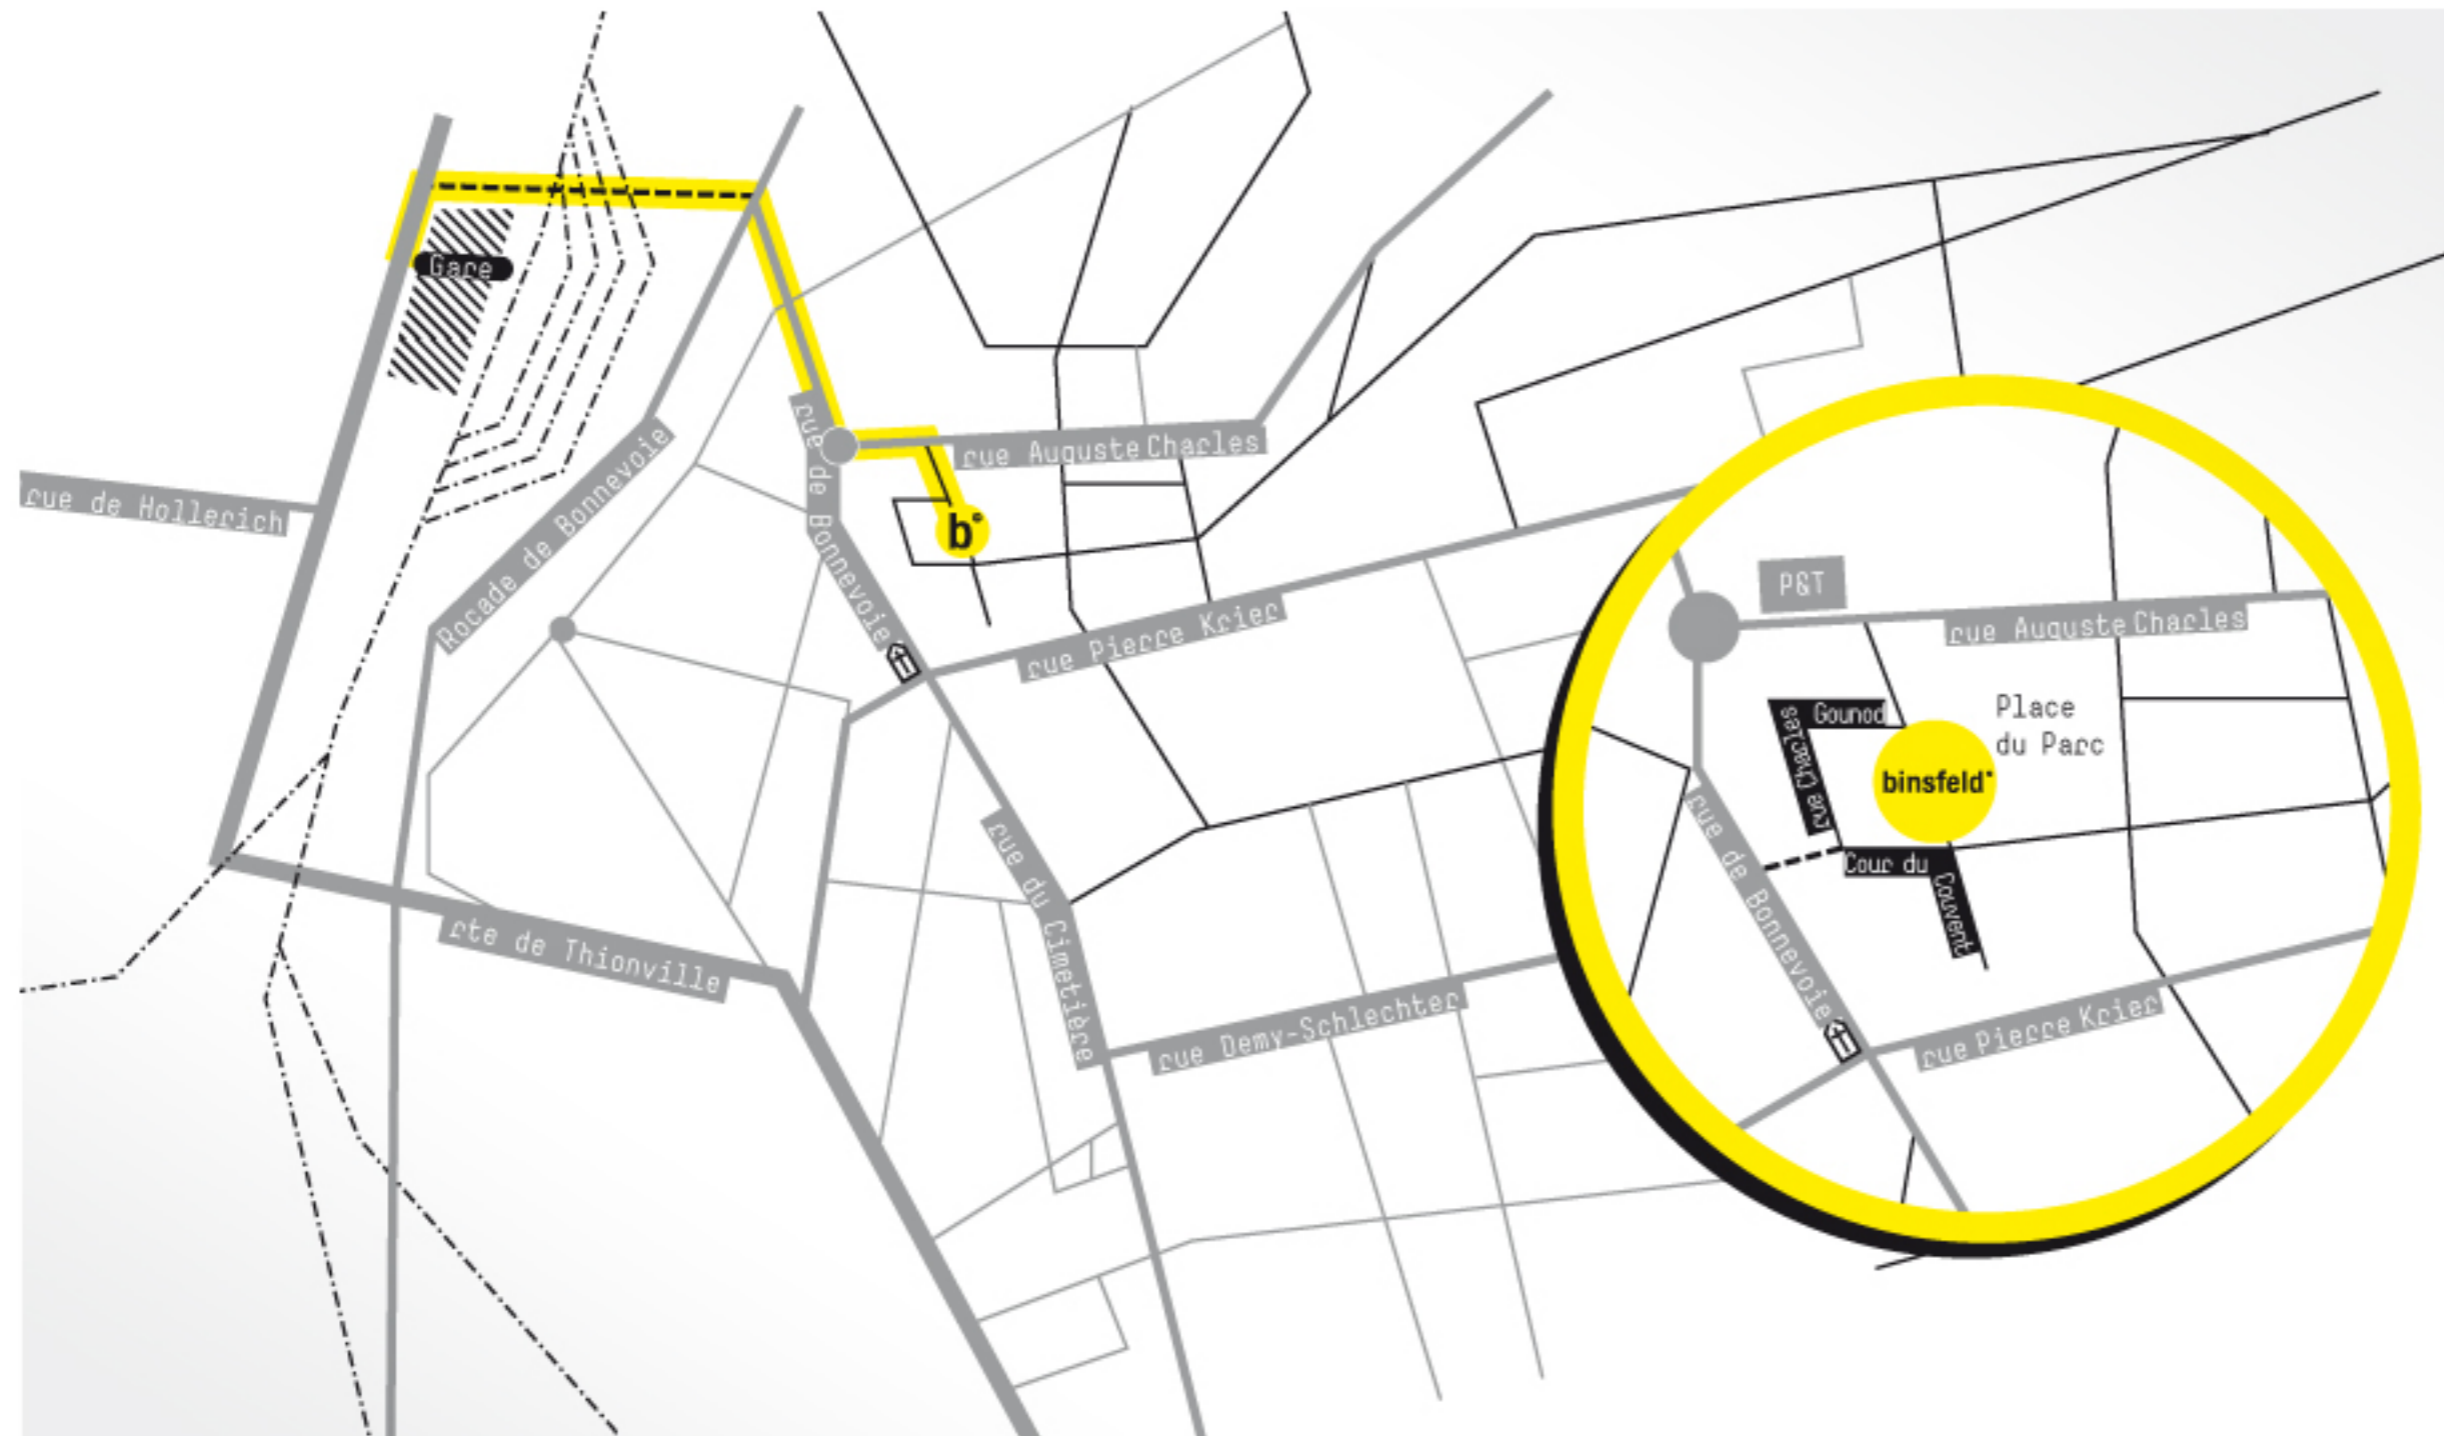 Gare
rue de Hollerich
Rocade de Bonnevoie
rue de Bonnevoie
rue Auguste Charles
b°
rue Pierre Krier
rte de Thionville
rue du Cimetière
rue Demy-Schlechter
P&T
rue Auguste Charles
Place
du Parc
rue Charles
Gounod
binsfeld°
Cour du
Couvent
rue de Bonnevoie
rue Pierre Krier